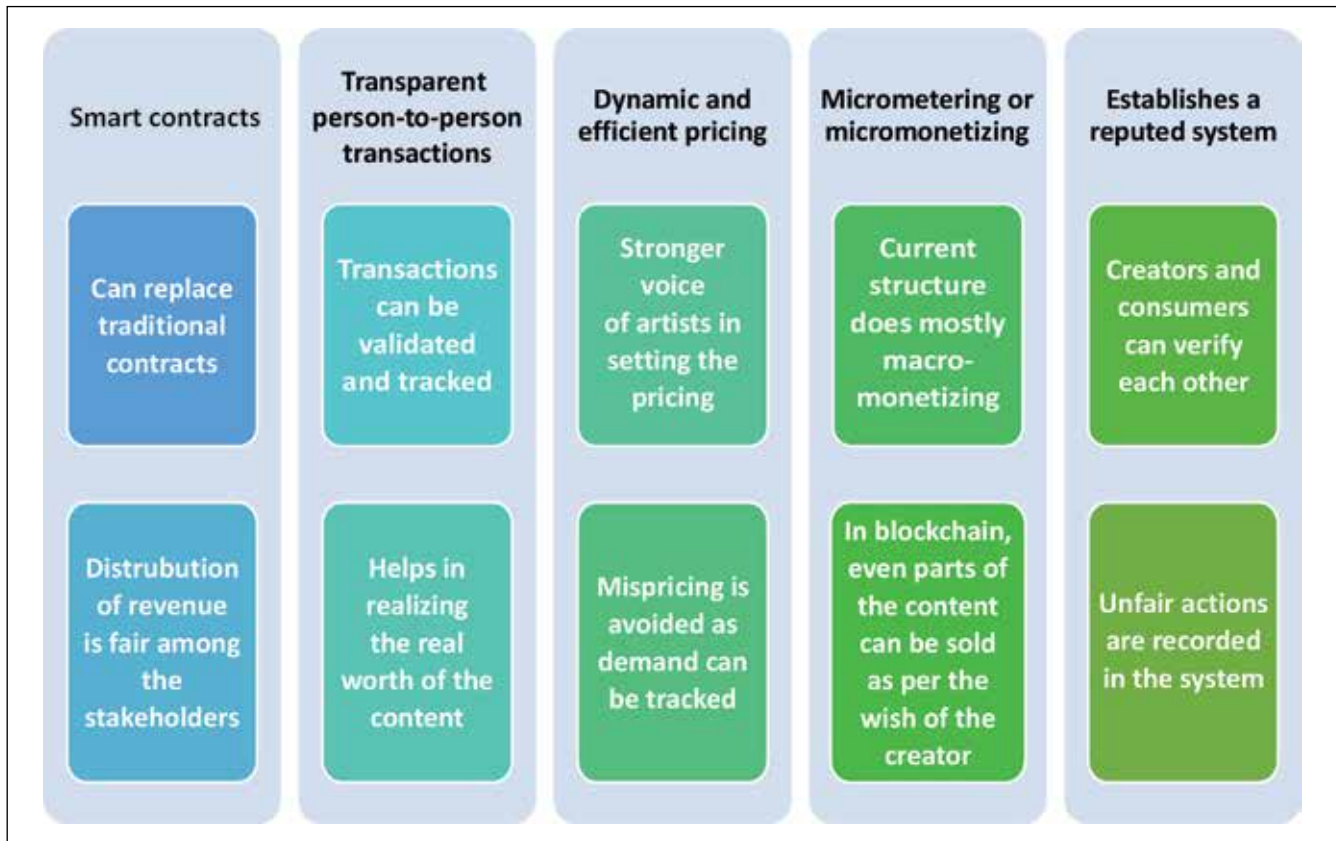 Smart contracts
Can replace
traditional
contracts
Distrubution
of revenue
is fair among
the
stakeholders
Transparent
person-to-person
transactions
Transactions
can be
validated
and tracked
Helps in
realizing
the real
worth of the
content
Dynamic and
efficient pricing
Stronger
voice
of artists in
setting the
pricing
Mispricing is
avoided as
demand can
be tracked
Micrometering or
micromonetizing
Current
structure
does mostly
macro-
monetizing
In blockchain,
even parts of
the content
can be sold
as per the
wish of the
creator
Establishes a
reputed system
Creators and
consumers
can verify
each other
Unfair actions
are recorded
in the system